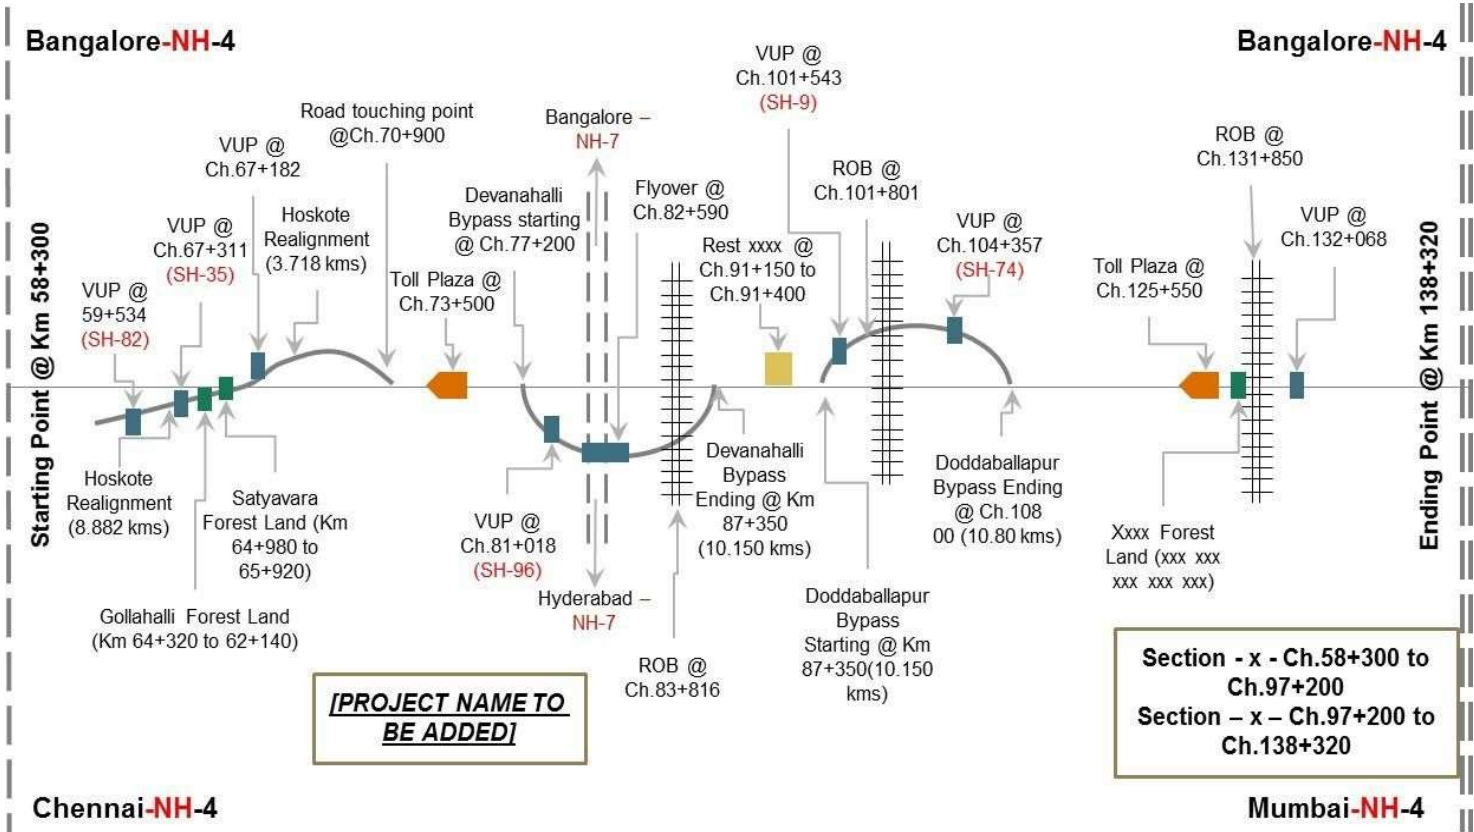 Bangalore-NH-4
Bangalore-NH-4
Starting Point @ Km 58+300
VUP @
59+534
(SH-82)
VUP @
Ch.67+311
(SH-35)
VUP @
Ch.67+182
Hoskote
Realignment
(3.718 kms)
Road touching point
@Ch.70+900
Toll Plaza @
Ch.73+500
Devanahalli
Bypass starting
@ Ch.77+200
Bangalore –
NH-7
Flyover @
Ch.82+590
Rest xxxx @
Ch.91+150 to
Ch.91+400
VUP @
Ch.101+543
(SH-9)
ROB @
Ch.101+801
VUP @
Ch.104+357
(SH-74)
Toll Plaza @
Ch.125+550
ROB @
Ch.131+850
VUP @
Ch.132+068
Ending Point @ Km 138+320
Hoskote
Realignment
(8.882 kms)
Satyavara
Forest Land (Km
64+980 to
65+920)
Gollahalli Forest Land
(Km 64+320 to 62+140)
VUP @
Ch.81+018
(SH-96)
Hyderabad –
NH-7
ROB @
Ch.83+816
Devanahalli
Bypass
Ending @ Km
87+350
(10.150 kms)
Doddaballapur
Bypass
Starting @ Km
87+350(10.150
kms)
Doddaballapur
Bypass Ending
@ Ch.108
00 (10.80 kms)
Xxxx Forest
Land (xxx xxx
xxx xxx xxx)
[PROJECT NAME TO
BE ADDED]
Section - x - Ch.58+300 to
Ch.97+200
Section – x – Ch.97+200 to
Ch.138+320
Chennai-NH-4
Mumbai-NH-4